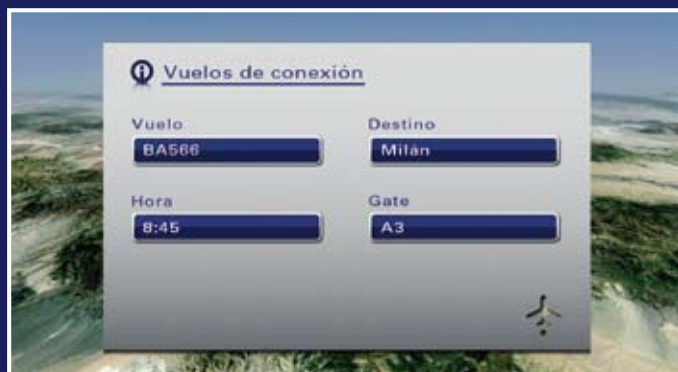 Vuelos de conexión
Vuelo
BA566
Destino
Milán
Hora
8:45
Gate
A3